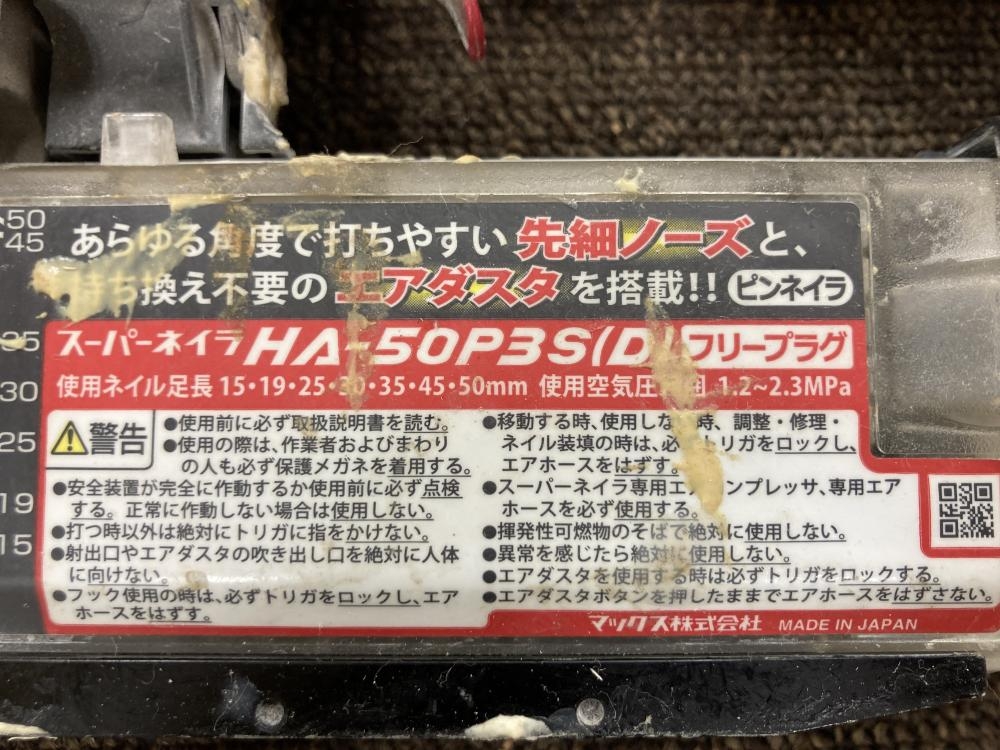 50
45
35
30
25
19
15
あらゆる角度で打ちやすい 先細ノーズと、
持ち換え不要の エアダスタ を搭載!! ピンネイラ
スーパーネイラ HA-50P3S(D) フリープラグ
使用ネイル足長 15・19・25・30・35・45・50mm 使用空気圧 1.2~2.3MPa
警告
●使用前に必ず取扱説明書を読む。
●使用の際は、作業者およびまわり
の人も必ず保護メガネを着用する。
●安全装置が完全に作動するか使用前に必ず点検
する。正常に作動しない場合は使用しない。
●打つ時以外は絶対にトリガに指をかけない。
●射出口やエアダスタの吹き出し口を絶対に人体
に向けない。
●フック使用の時は、必ずトリガをロックし、エア
ホースをはずす。
●移動する時、使用しない時、調整・修理・
ネイル装填の時は、必ずトリガをロックし、
エアホースをはずす。
●スーパーネイラ専用エアコンプレッサ、専用エア
ホースを必ず使用する。
●揮発性可燃物のそばで絶対に使用しない。
●異常を感じたら絶対に使用しない。
●エアダスタを使用する時は必ずトリガをロックする。
●エアダスタボタンを押したままでエアホースをはずさない。
マックス株式会社 MADE IN JAPAN